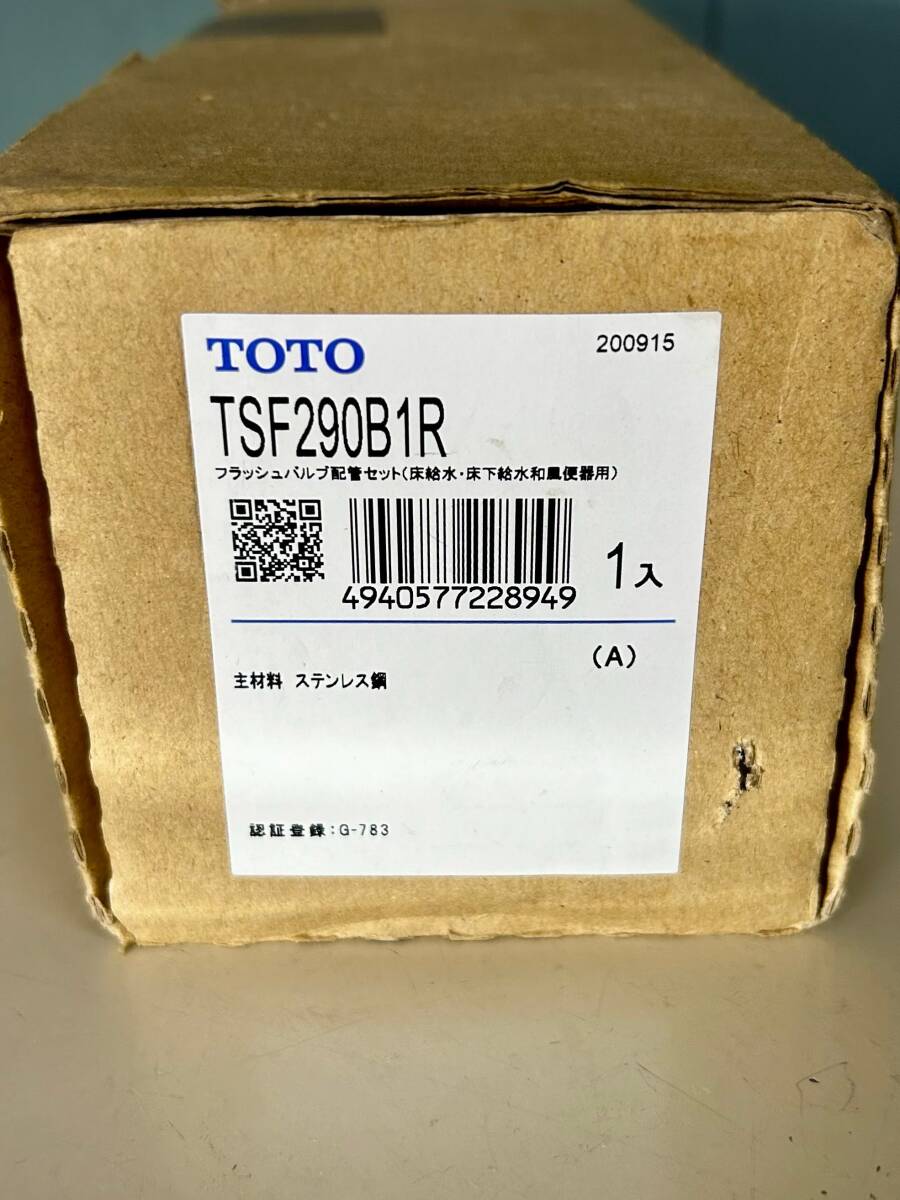 TOTO 200915
TSF290B1R
フラッシュバルブ配管セット(床給水・床下給水和風便器用)
4940577228949 1入
(A)
主材料 ステンレス鋼
認証登録:G-783